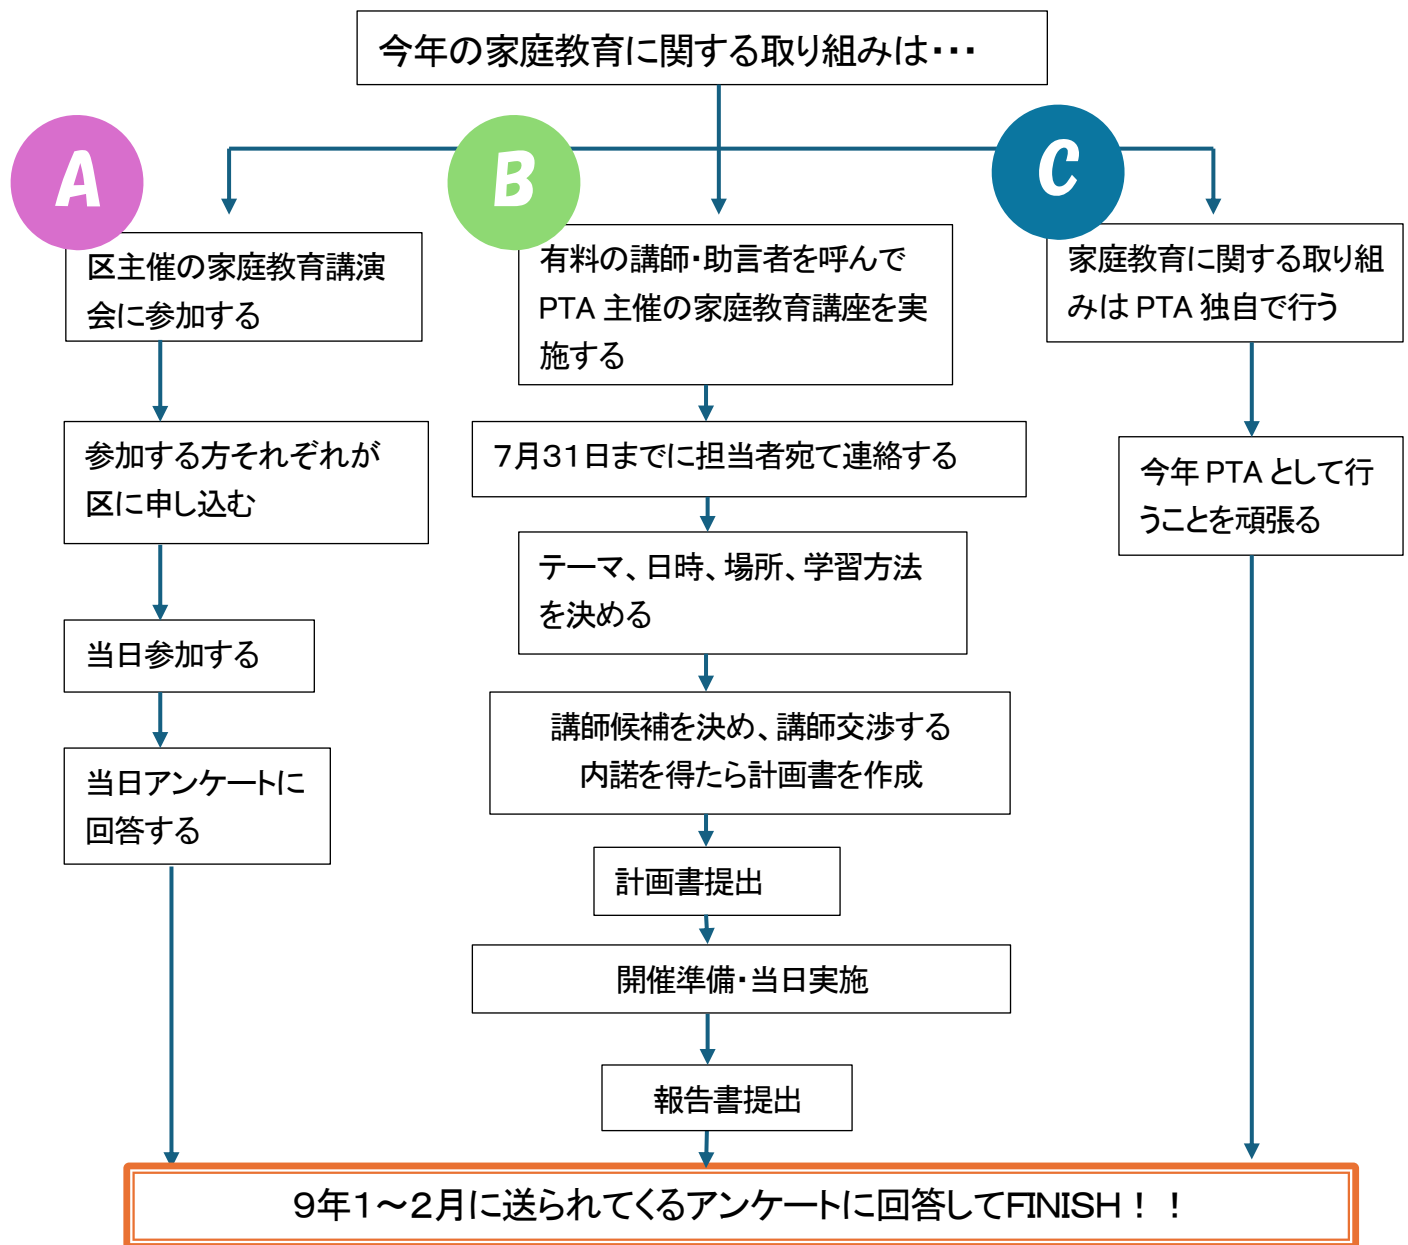 今年の家庭教育に関する取り組みは・・・
A
区主催の家庭教育講演
会に参加する
参加する方それぞれが
区に申し込む
当日参加する
当日アンケートに
回答する
B
有料の講師・助言者を呼んで
PTA 主催の家庭教育講座を実
施する
７月３１日までに担当者宛て連絡する
テーマ、日時、場所、学習方法
を決める
講師候補を決め、講師交渉する
内諾を得たら計画書を作成
計画書提出
開催準備・当日実施
報告書提出
C
家庭教育に関する取り組
みは PTA 独自で行う
今年 PTA として行
うことを頑張る
９年１～２月に送られてくるアンケートに回答してFINISH！！